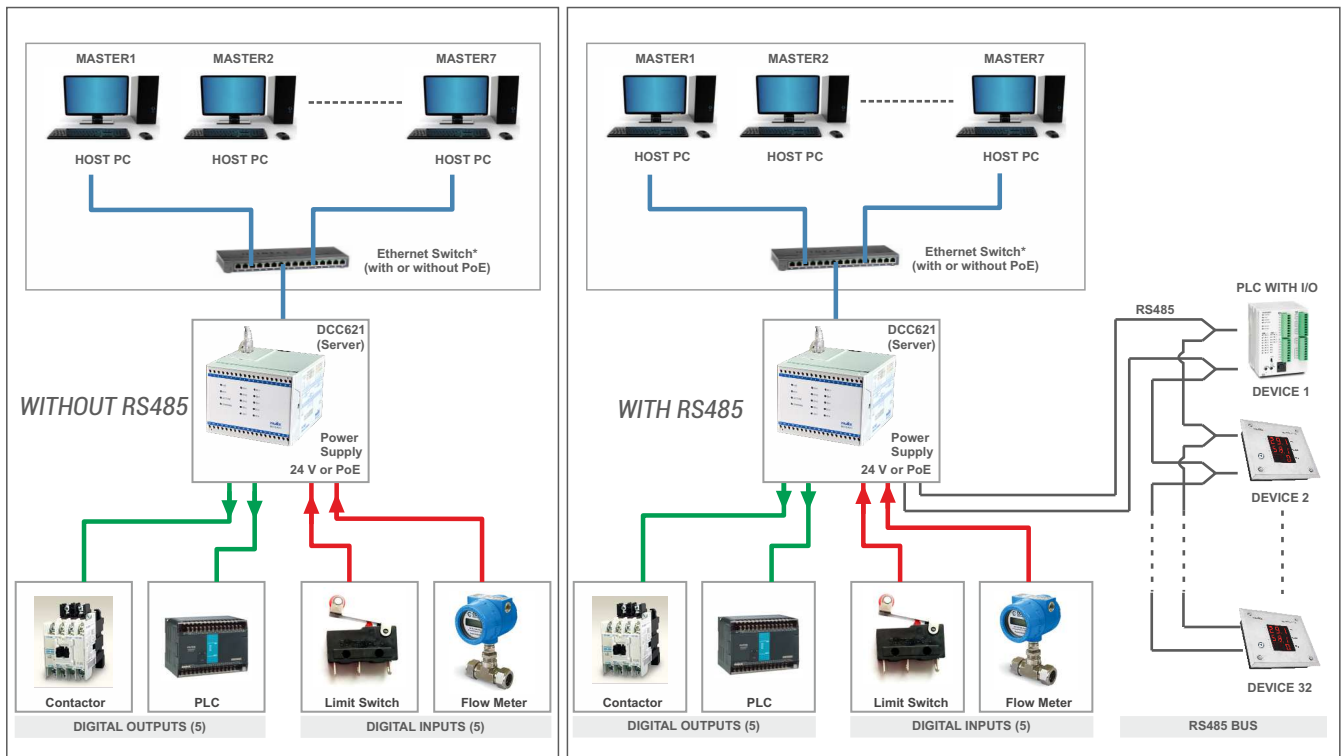 MASTER1
MASTER2
MASTER7
HOST PC
HOST PC
HOST PC
Ethernet Switch*
(with or without PoE)
DCC621
(Server)
WITHOUT RS485
Power
Supply
24 V or PoE
Contactor
PLC
Limit Switch
Flow Meter
DIGITAL OUTPUTS (5)
DIGITAL INPUTS (5)
MASTER1
MASTER2
MASTER7
HOST PC
HOST PC
HOST PC
Ethernet Switch*
(with or without PoE)
DCC621
(Server)
WITH RS485
Power
Supply
24 V or PoE
RS485
PLC WITH I/O
DEVICE 1
DEVICE 2
DEVICE 32
Contactor
PLC
Limit Switch
Flow Meter
DIGITAL OUTPUTS (5)
DIGITAL INPUTS (5)
RS485 BUS